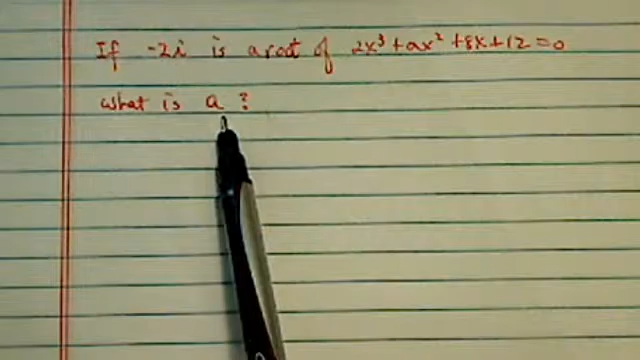 If -2i is a root of 2x³ + ax² + 8x + 12 = 0
what is a ?